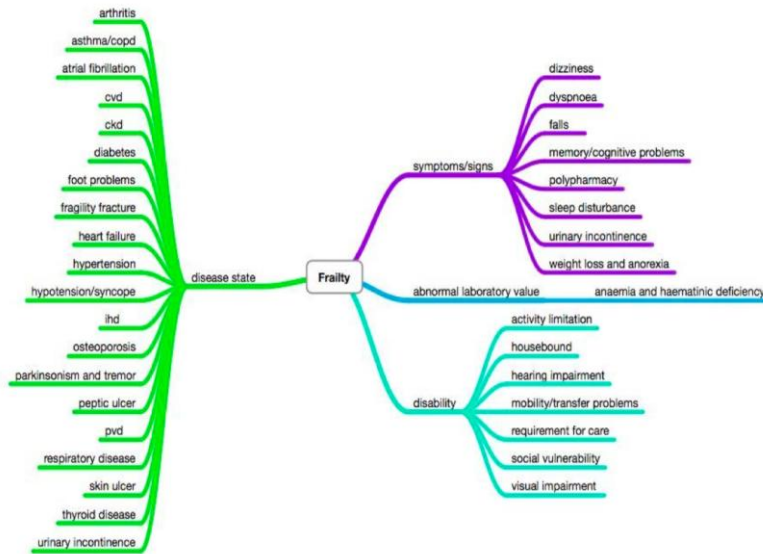 arthritis
asthma/copd
atrial fibrillation
cvd
ckd
diabetes
foot problems
fragility fracture
heart failure
hypertension
hypotension/syncope
ihd
osteoporosis
parkinsonism and tremor
peptic ulcer
pvd
respiratory disease
skin ulcer
thyroid disease
urinary incontinence
disease state
Frailty
symptoms/signs
dizziness
dyspnoea
falls
memory/cognitive problems
polypharmacy
sleep disturbance
urinary incontinence
weight loss and anorexia
abnormal laboratory value
anaemia and haematinic deficiency
disability
activity limitation
housebound
hearing impairment
mobility/transfer problems
requirement for care
social vulnerability
visual impairment